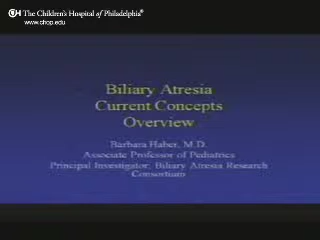 The Children's Hospital of Philadelphia®
www.chop.edu
Biliary Atresia
Current Concepts
Overview
Barbara Haber, M.D.
Associate Professor of Pediatrics
Principal Investigator: Biliary Atresia Research
Consortium